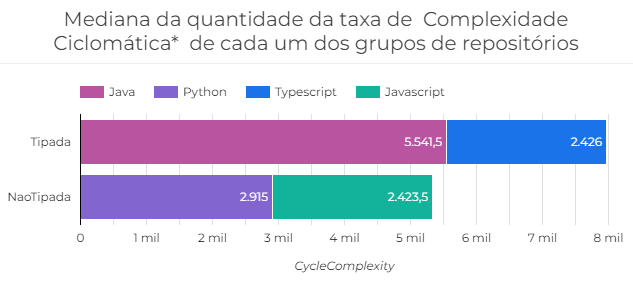 Mediana da quantidade da taxa de Complexidade
Ciclomática* de cada um dos grupos de repositórios
Java Python Typescript Javascript
Tipada 5.541,5 2.426
NaoTipada 2.915 2.423,5
0 1 mil 2 mil 3 mil 4 mil 5 mil 6 mil 7 mil 8 mil
CycleComplexity